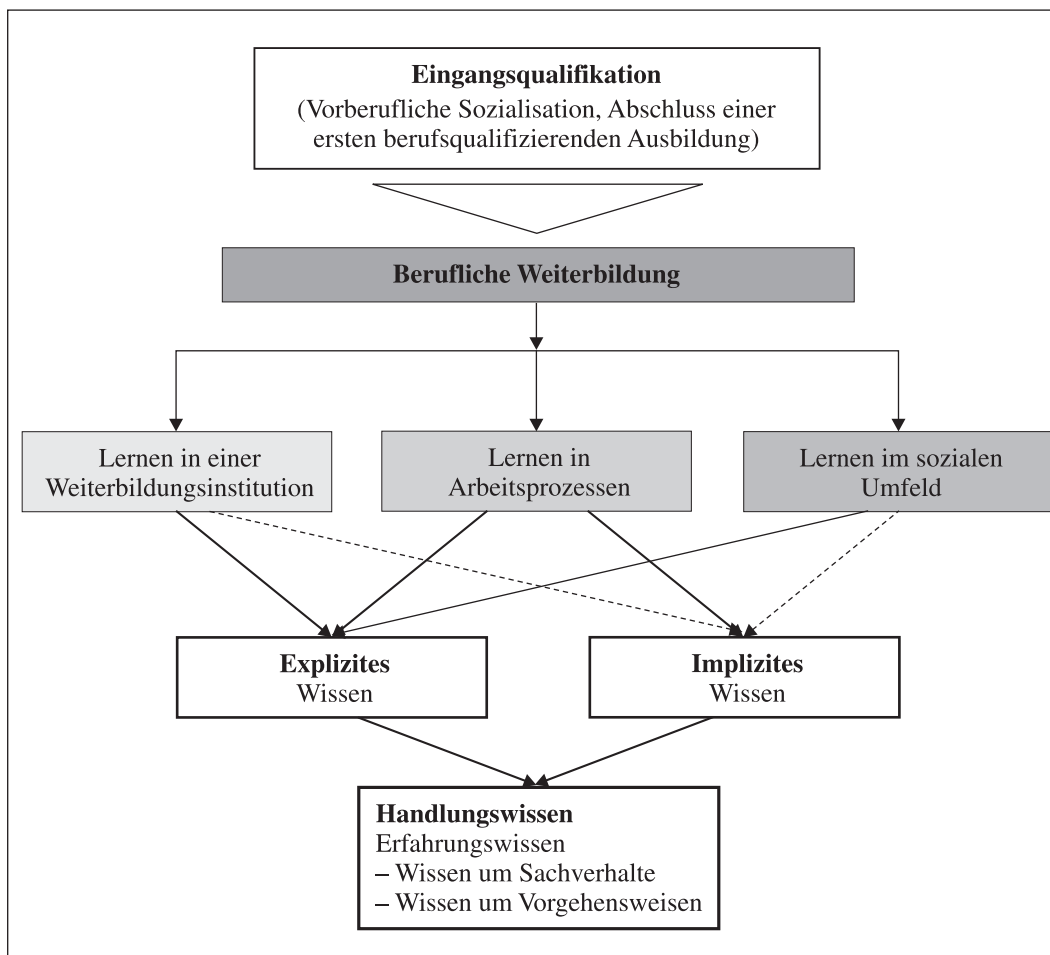 Eingangsqualifikation
(Vorberufliche Sozialisation, Abschluss einer
ersten berufsqualifizierenden Ausbildung)
Berufliche Weiterbildung
Lernen in einer
Weiterbildungsinstitution
Lernen in
Arbeitsprozessen
Lernen im sozialen
Umfeld
Explizites
Wissen
Implizites
Wissen
Handlungswissen
Erfahrungswissen
– Wissen um Sachverhalte
– Wissen um Vorgehensweisen